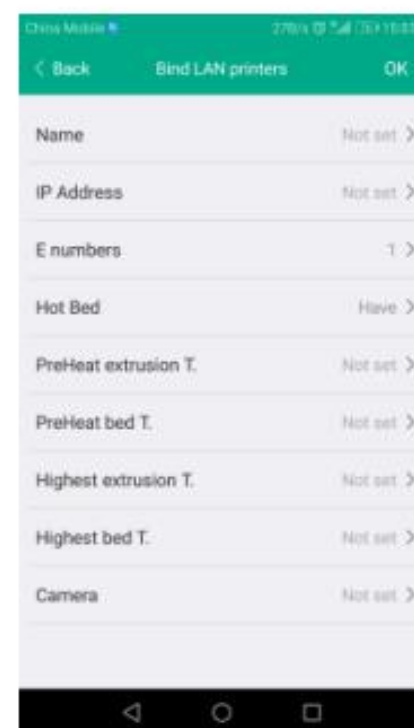 China Mobile
270/s
< Back Bind LAN printers OK
Name Not set >
IP Address Not set >
E numbers 1 >
Hot Bed Have >
PreHeat extrusion T. Not set >
PreHeat bed T. Not set >
Highest extrusion T. Not set >
Highest bed T. Not set >
Camera Not set >